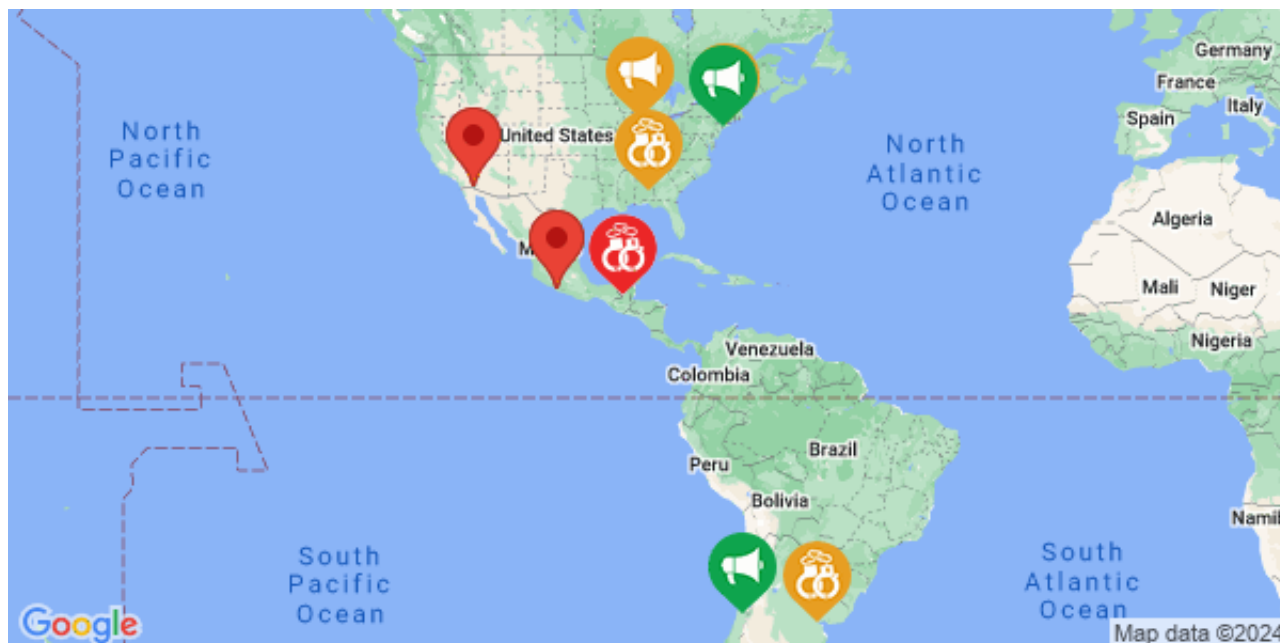 Germany
France
Italy
Spain
North
Pacific
Ocean
United States
North
Atlantic
Ocean
Algeria
M
Mali
Niger
Nigeria
Venezuela
Colombia
Brazil
Peru
Bolivia
Namib
South
Pacific
Ocean
South
Atlantic
Ocean
Google
Map data ©2024